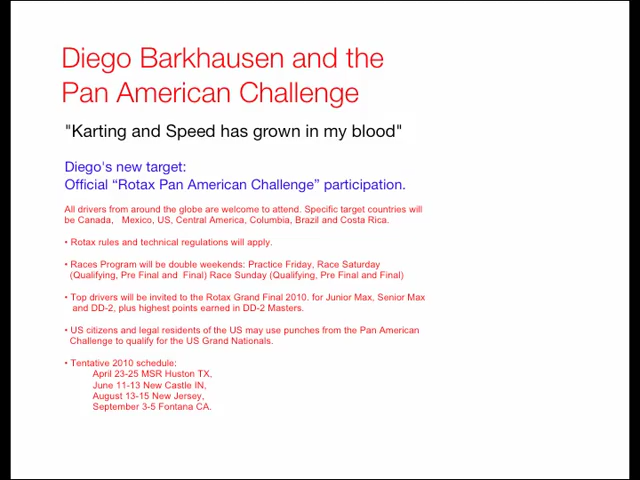 Diego Barkhausen and the
Pan American Challenge
"Karting and Speed has grown in my blood"
Diego's new target:
Official “Rotax Pan American Challenge” participation.
All drivers from around the globe are welcome to attend. Specific target countries will
be Canada, Mexico, US, Central America, Columbia, Brazil and Costa Rica.
• Rotax rules and technical regulations will apply.
• Races Program will be double weekends: Practice Friday, Race Saturday
(Qualifying, Pre Final and Final) Race Sunday (Qualifying, Pre Final and Final)
• Top drivers will be invited to the Rotax Grand Final 2010. for Junior Max, Senior Max
and DD-2, plus highest points earned in DD-2 Masters.
• US citizens and legal residents of the US may use punches from the Pan American
Challenge to qualify for the US Grand Nationals.
• Tentative 2010 schedule;
April 23-25 MSR Huston TX,
June 11-13 New Castle IN,
August 13-15 New Jersey,
September 3-5 Fontana CA.